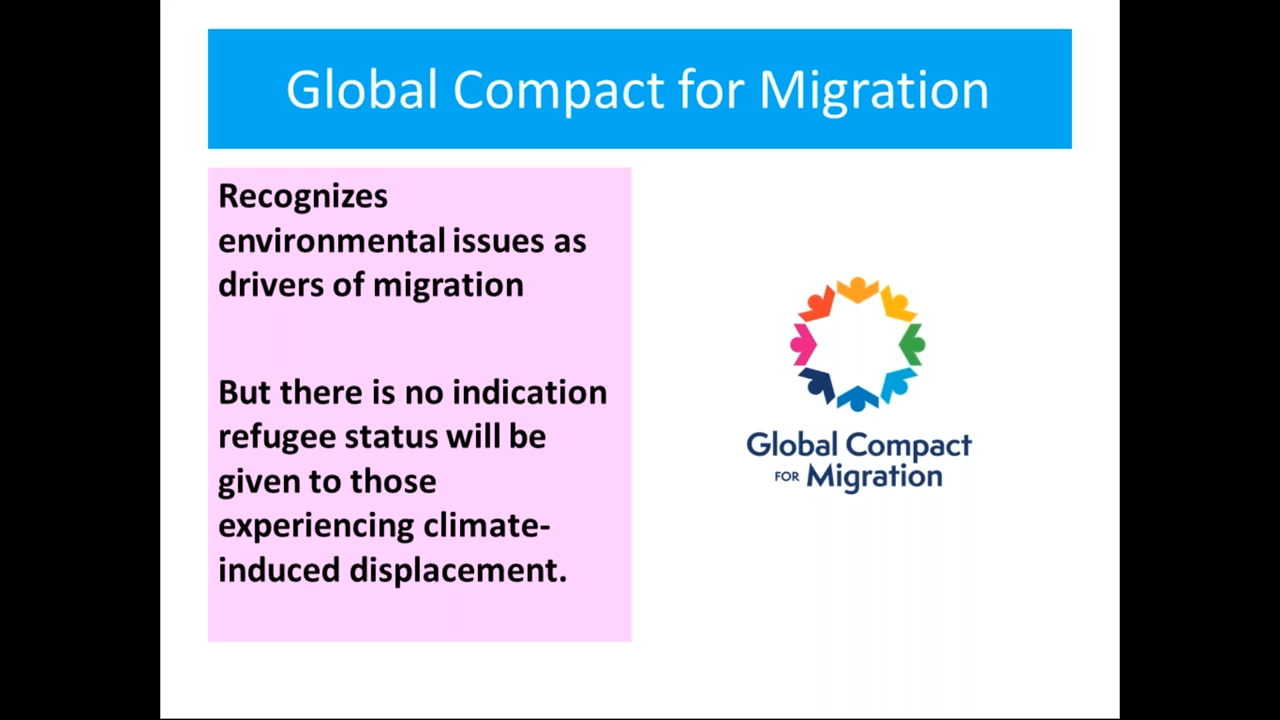 Global Compact for Migration
Recognizes
environmental issues as
drivers of migration
But there is no indication
refugee status will be
given to those
experiencing climate-
induced displacement.
Global Compact
FOR Migration